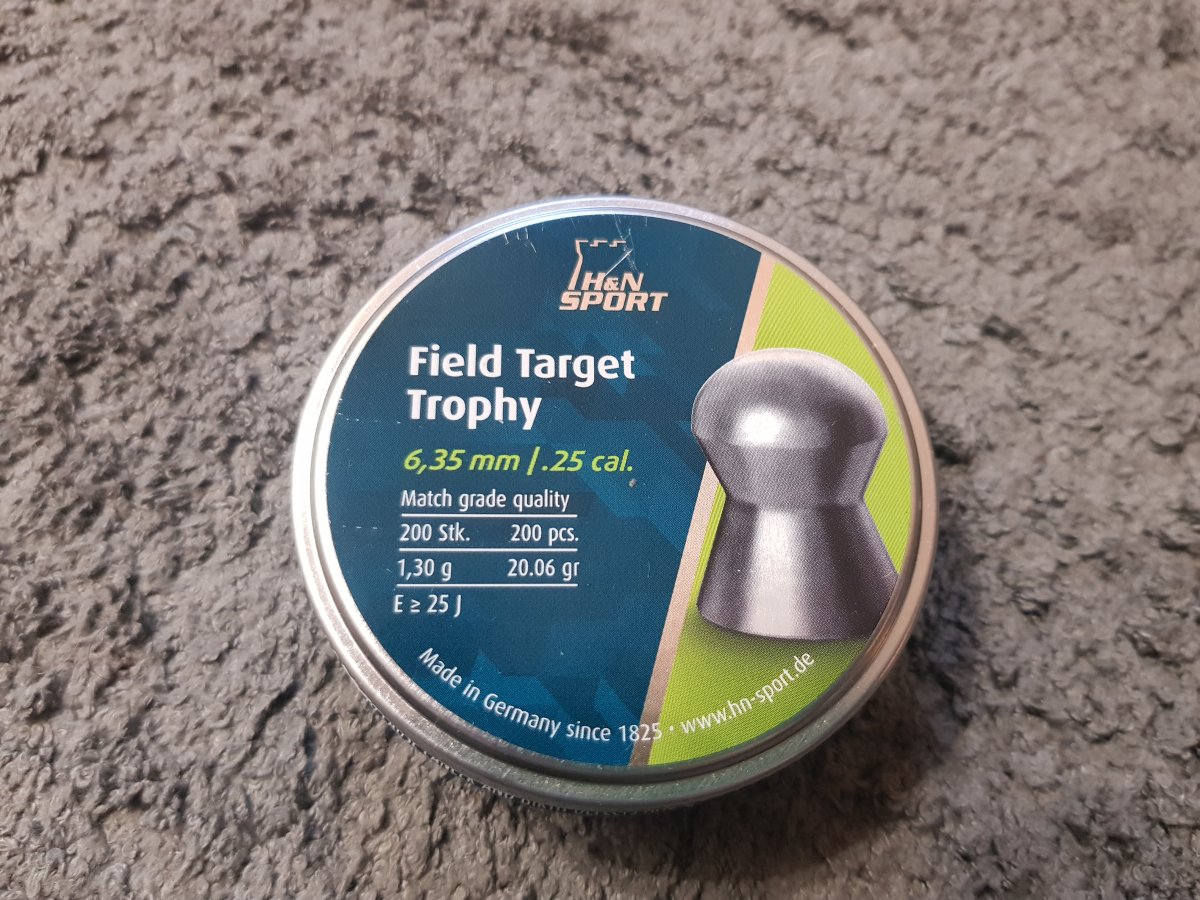 H&N
SPORT
Field Target
Trophy
6,35 mm | .25 cal.
Match grade quality
200 Stk. 200 pcs.
1,30 g 20.06 gr
E ≥ 25 J
Made in Germany since 1825 • www.hn-sport.de